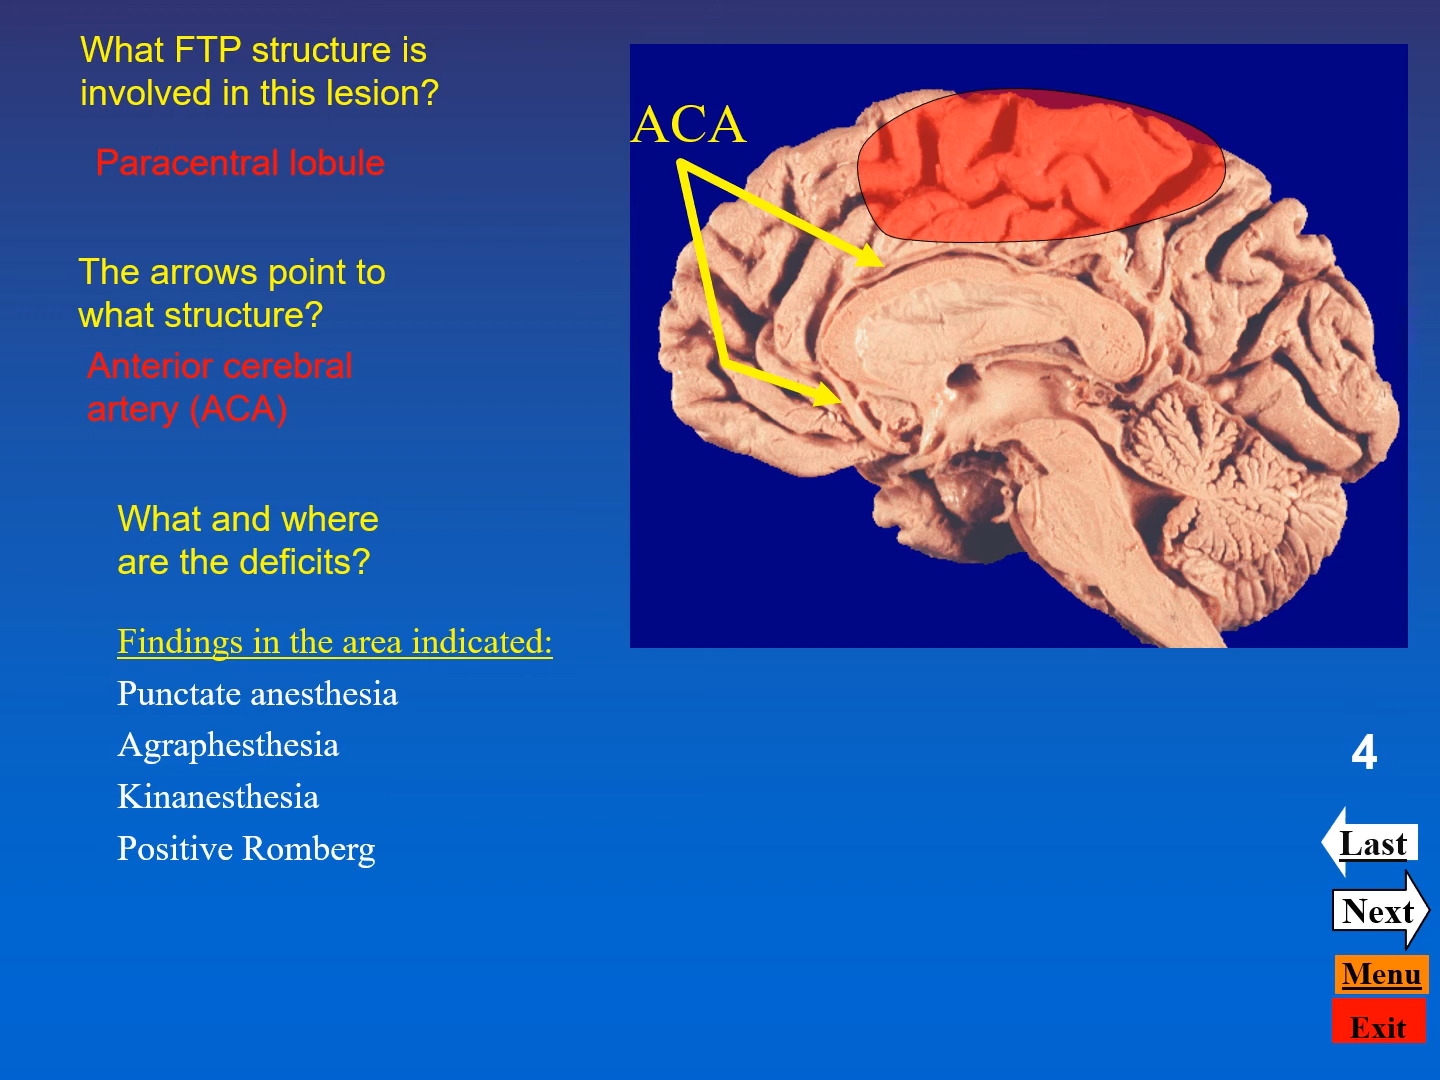 What FTP structure is
involved in this lesion?
Paracentral lobule
The arrows point to
what structure?
Anterior cerebral
artery (ACA)
What and where
are the deficits?
Findings in the area indicated:
Punctate anesthesia
Agraphesthesia
Kinanesthesia
Positive Romberg
ACA
4
Last
Next
Menu
Exit